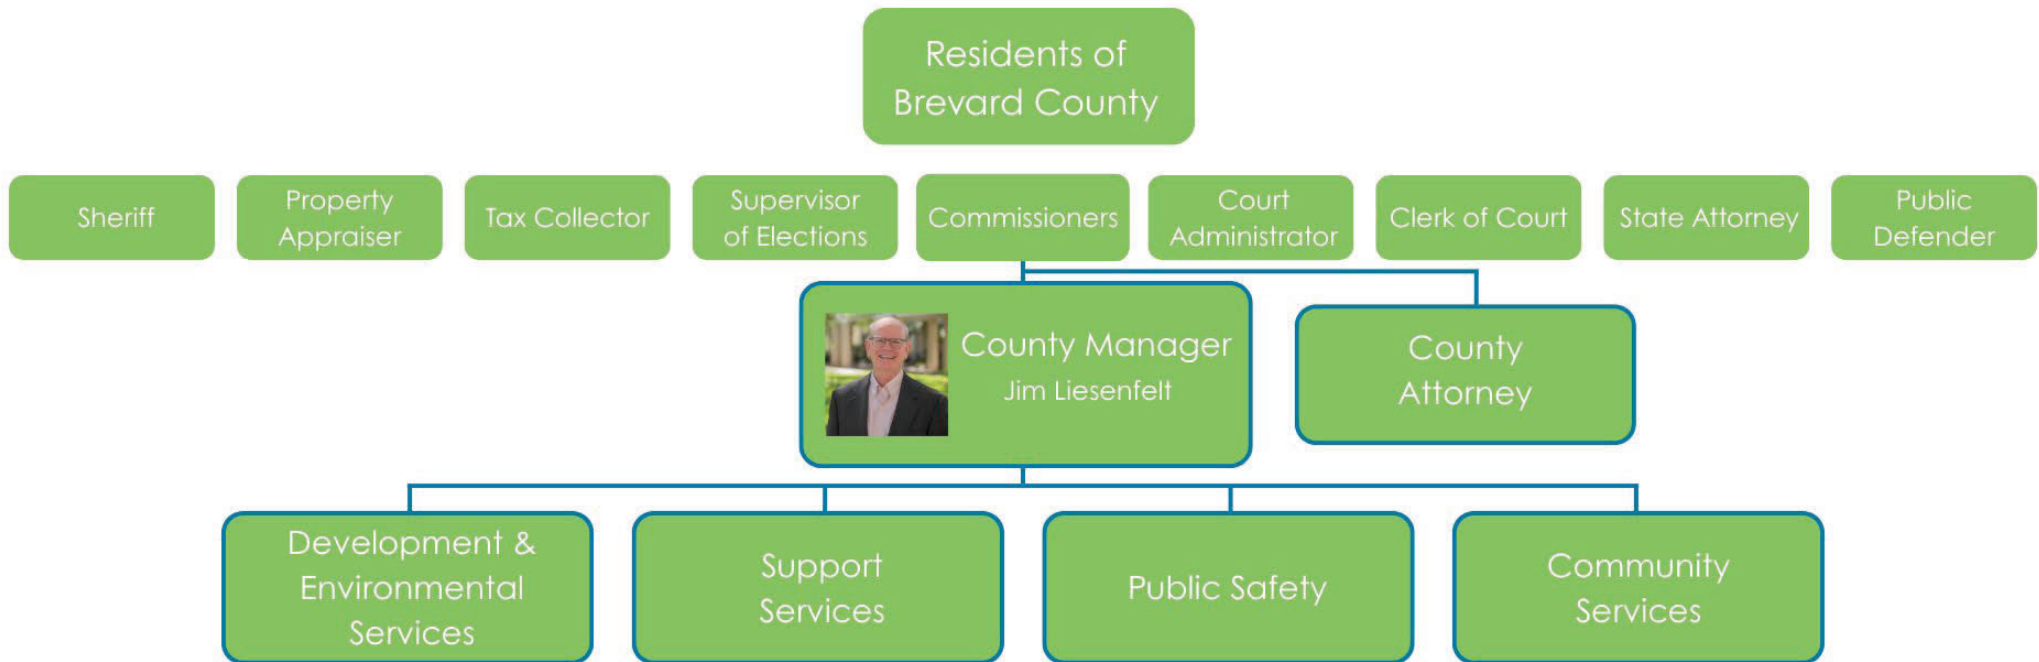 Residents of
Brevard County
Sheriff
Property
Appraiser
Tax Collector
Supervisor
of Elections
Commissioners
Court
Administrator
Clerk of Court
State Attorney
Public
Defender
County Manager
Jim Liesenfelt
County
Attorney
Development &
Environmental
Services
Support
Services
Public Safety
Community
Services